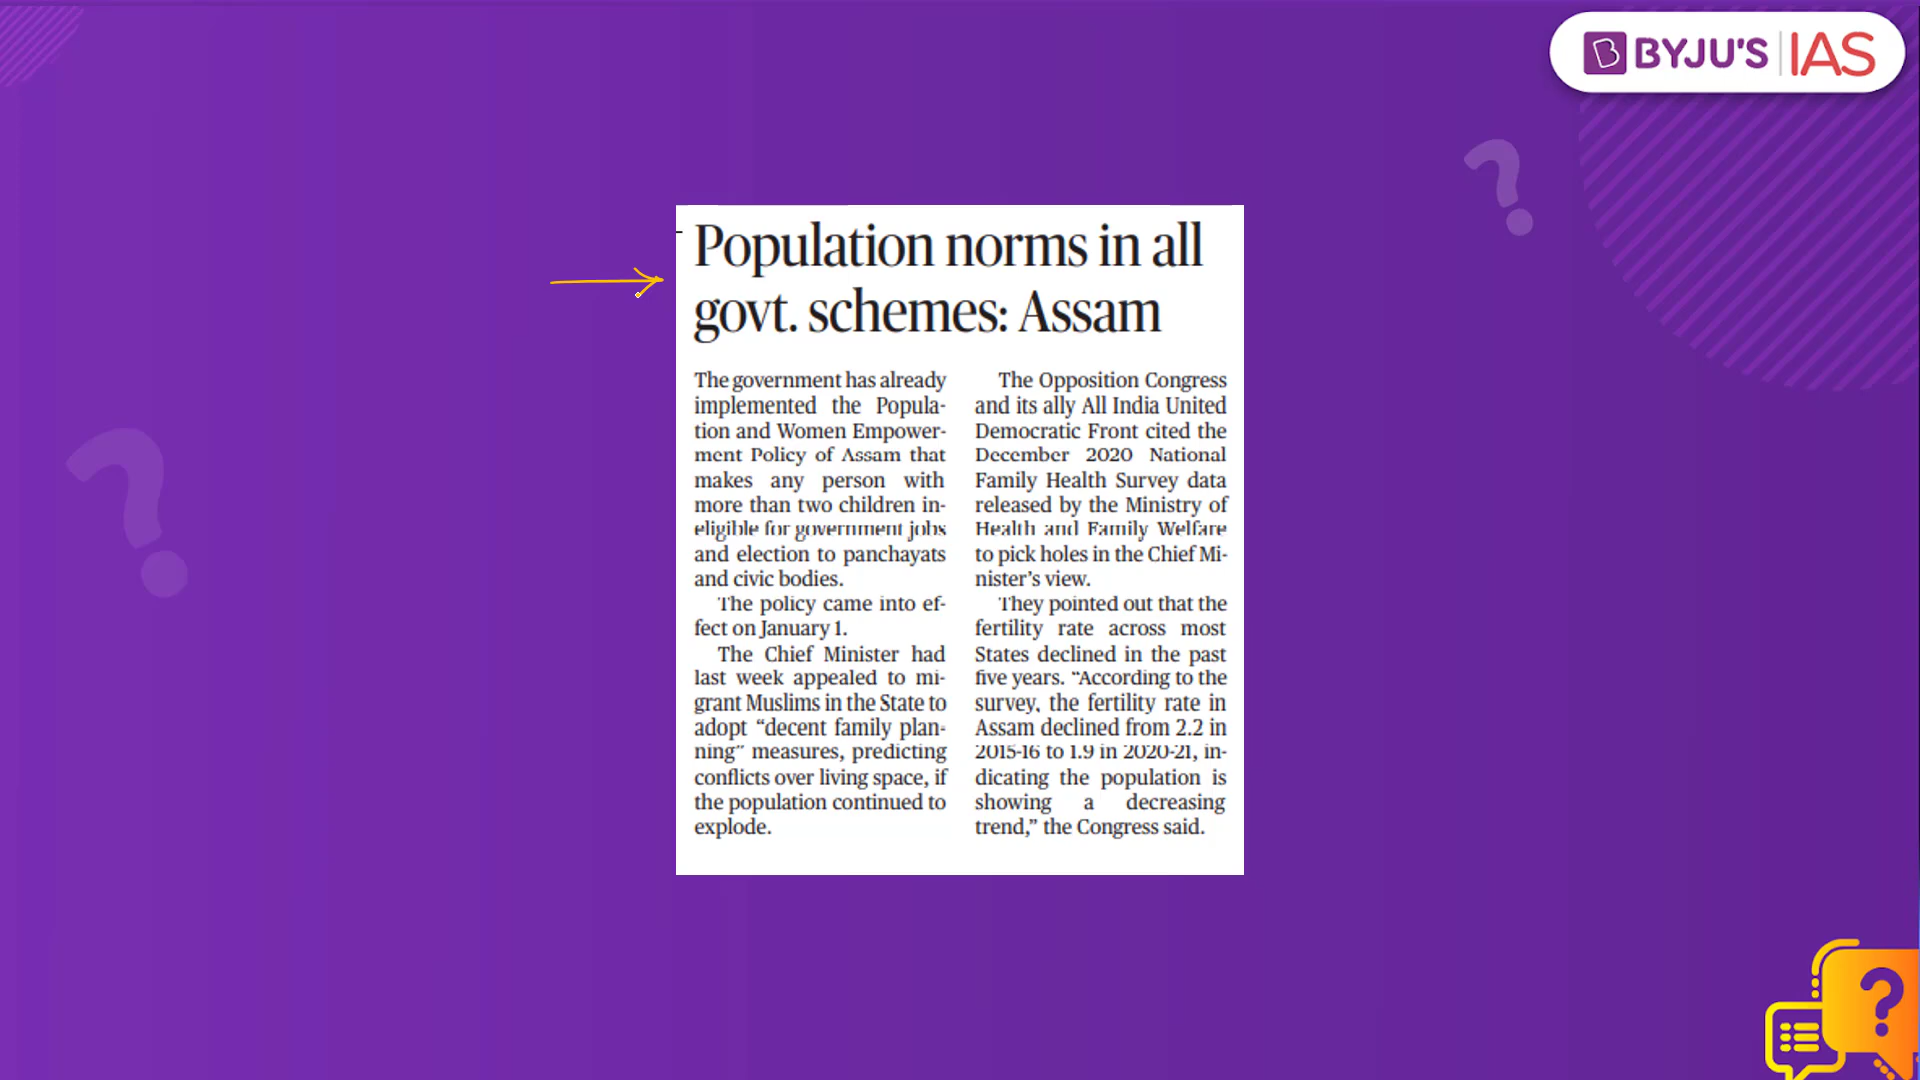 BYJU'S IAS
Population norms in all
govt. schemes: Assam
The government has already
implemented the Popula-
tion and Women Empower-
ment Policy of Assam that
makes any person with
more than two children in-
eligible for government jobs
and election to panchayats
and civic bodies.
The policy came into ef-
fect on January 1.
The Chief Minister had
last week appealed to mi-
grant Muslims in the State to
adopt “decent family plan-
ning” measures, predicting
conflicts over living space, if
the population continued to
explode.
The Opposition Congress
and its ally All India United
Democratic Front cited the
December 2020 National
Family Health Survey data
released by the Ministry of
Health and Family Welfare
to pick holes in the Chief Mi-
nister’s view.
They pointed out that the
fertility rate across most
States declined in the past
five years. “According to the
survey, the fertility rate in
Assam declined from 2.2 in
2015-16 to 1.9 in 2020-21, in-
dicating the population is
showing a decreasing
trend,” the Congress said.